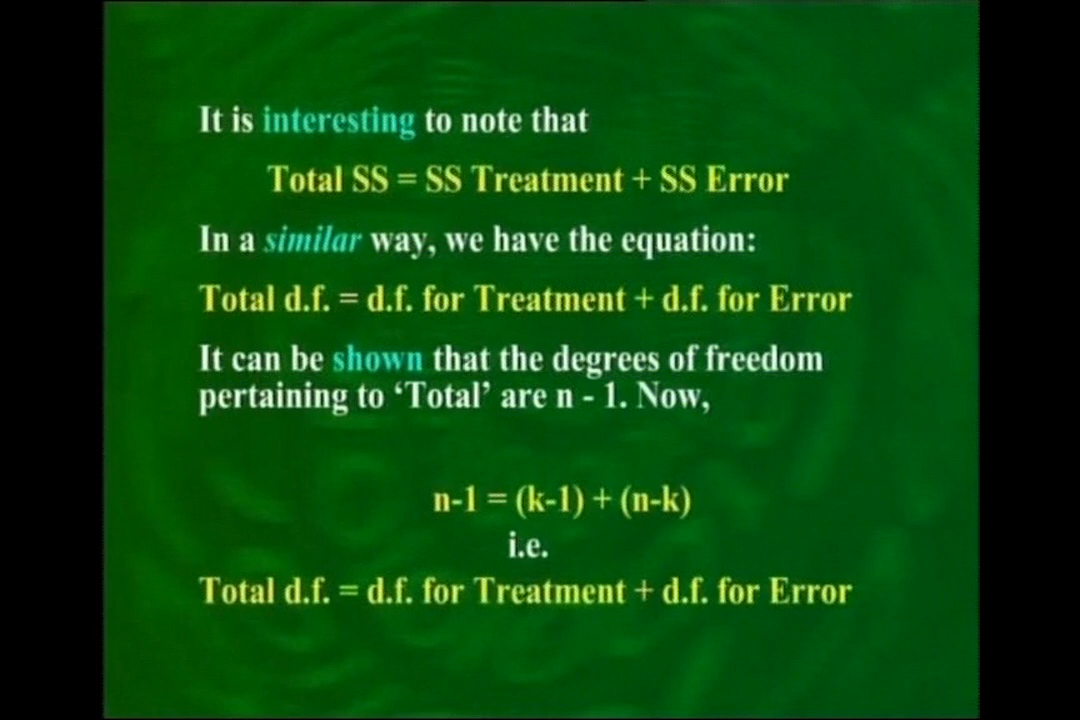 It is interesting to note that
Total SS = SS Treatment + SS Error
In a similar way, we have the equation:
Total d.f. = d.f. for Treatment + d.f. for Error
It can be shown that the degrees of freedom
pertaining to ‘Total’ are n - 1. Now,
n-1 = (k-1) + (n-k)
i.e.
Total d.f. = d.f. for Treatment + d.f. for Error